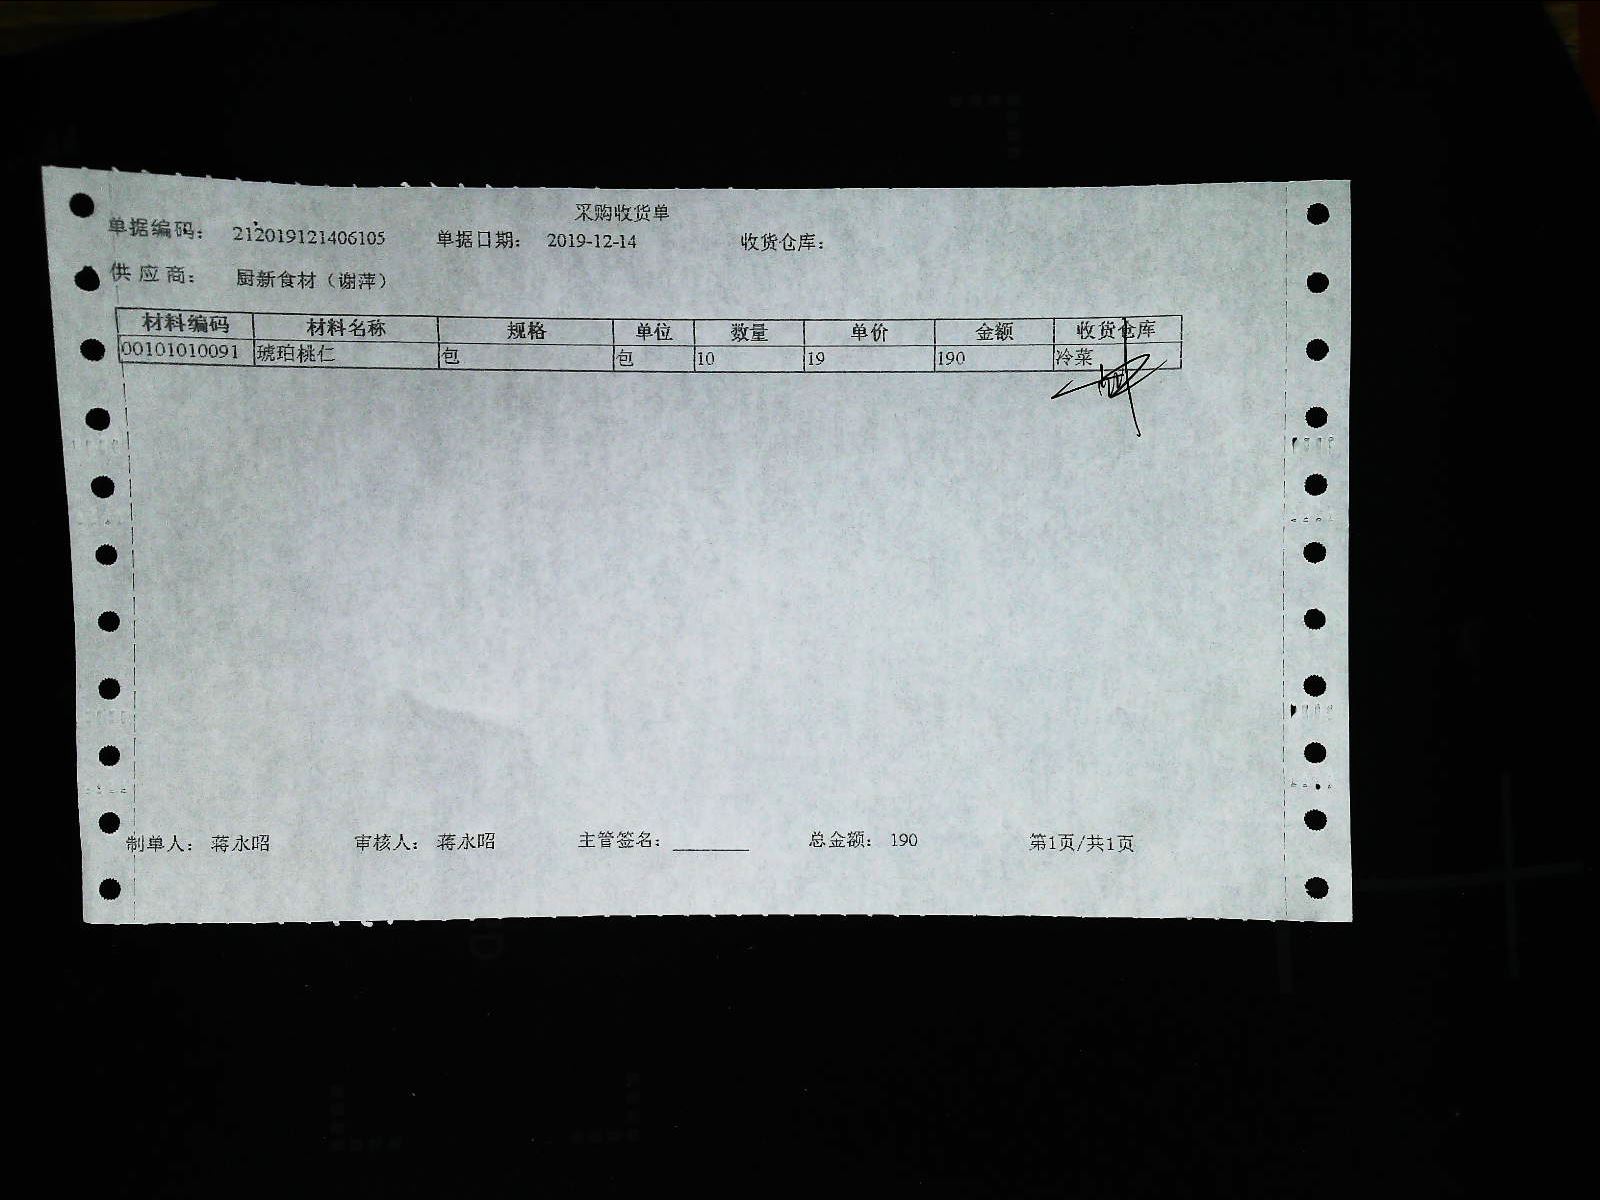 采购收货单
单据编码: 212019121406105 单据日期: 2019-12-14 收货仓库:
供应商: 厨新食材（谢萍）
材料编码 材料名称 规格 单位 数量 单价 金额 收货仓库
00101010091 琥珀桃仁 包 包 10 19 190 冷菜
制单人: 蒋永昭 审核人: 蒋永昭 主管签名: 总金额: 190 第1页/共1页